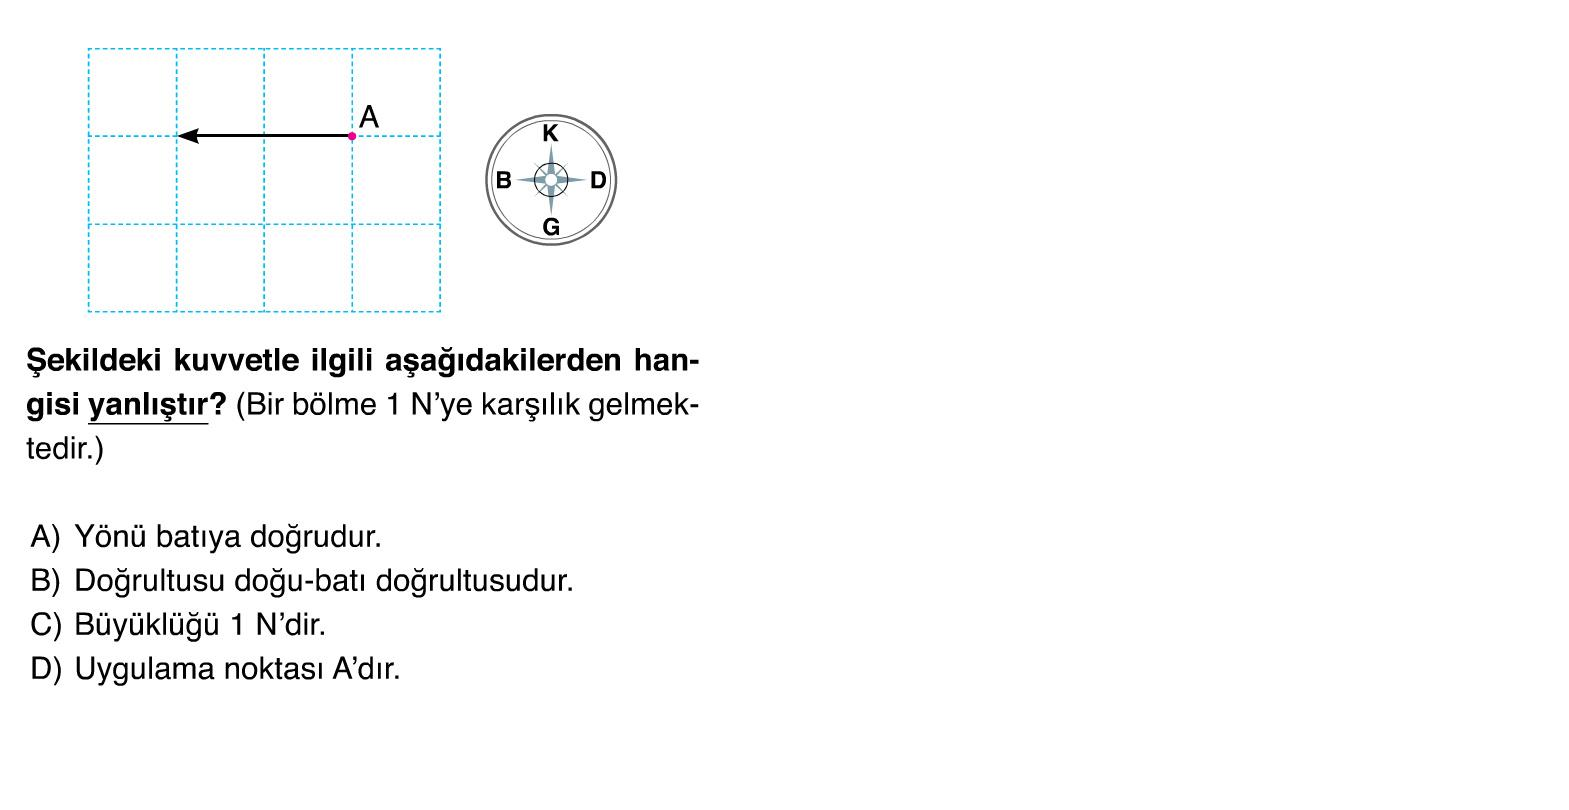 A
K
B D
G
Şekildeki kuvvetle ilgili aşağıdakilerden han-
gisi yanlıştır? (Bir bölme 1 N’ye karşılık gelmek-
tedir.)
A) Yönü batıya doğrudur.
B) Doğrultusu doğu-batı doğrultusudur.
C) Büyüklüğü 1 N’dir.
D) Uygulama noktası A’dır.